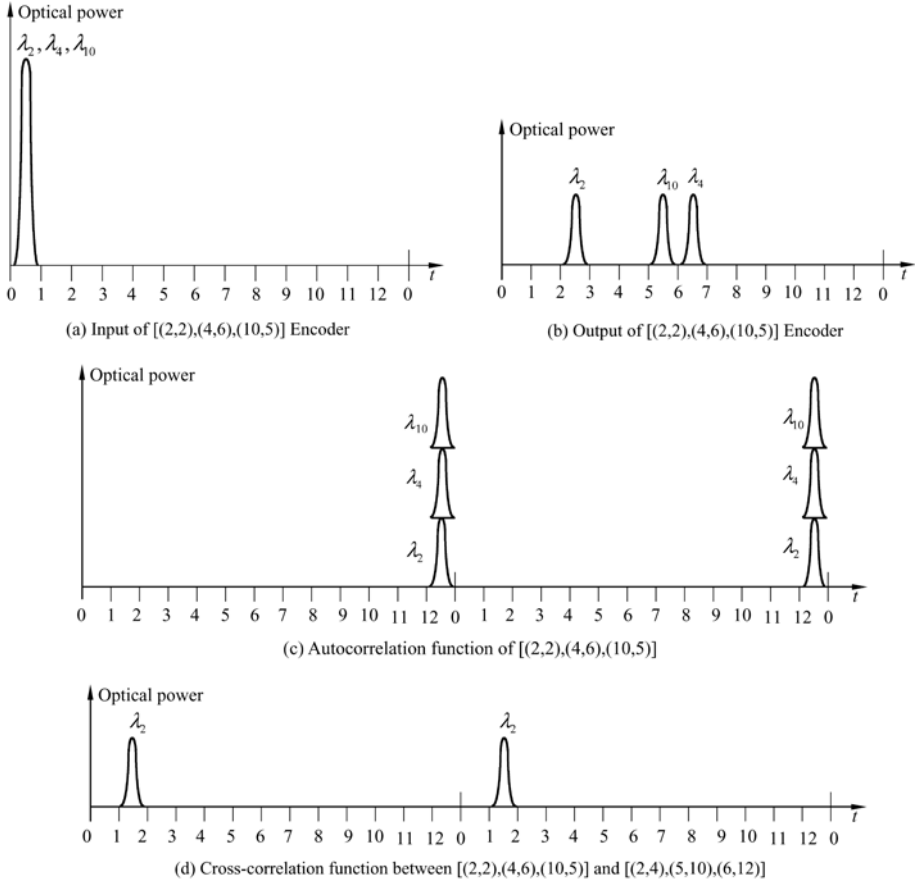 Optical power
λ₂, λ₄, λ₁₀
0 1 2 3 4 5 6 7 8 9 10 11 12 0 t
(a) Input of [(2,2),(4,6),(10,5)] Encoder
Optical power
λ₂ λ₁₀ λ₄
0 1 2 3 4 5 6 7 8 9 10 11 12 0 t
(b) Output of [(2,2),(4,6),(10,5)] Encoder
Optical power
λ₁₀ λ₁₀
λ₄ λ₄
λ₂ λ₂
0 1 2 3 4 5 6 7 8 9 10 11 12 0 1 2 3 4 5 6 7 8 9 10 11 12 0 t
(c) Autocorrelation function of [(2,2),(4,6),(10,5)]
Optical power
λ₂ λ₂
0 1 2 3 4 5 6 7 8 9 10 11 12 0 1 2 3 4 5 6 7 8 9 10 11 12 0 t
(d) Cross-correlation function between [(2,2),(4,6),(10,5)] and [(2,4),(5,10),(6,12)]